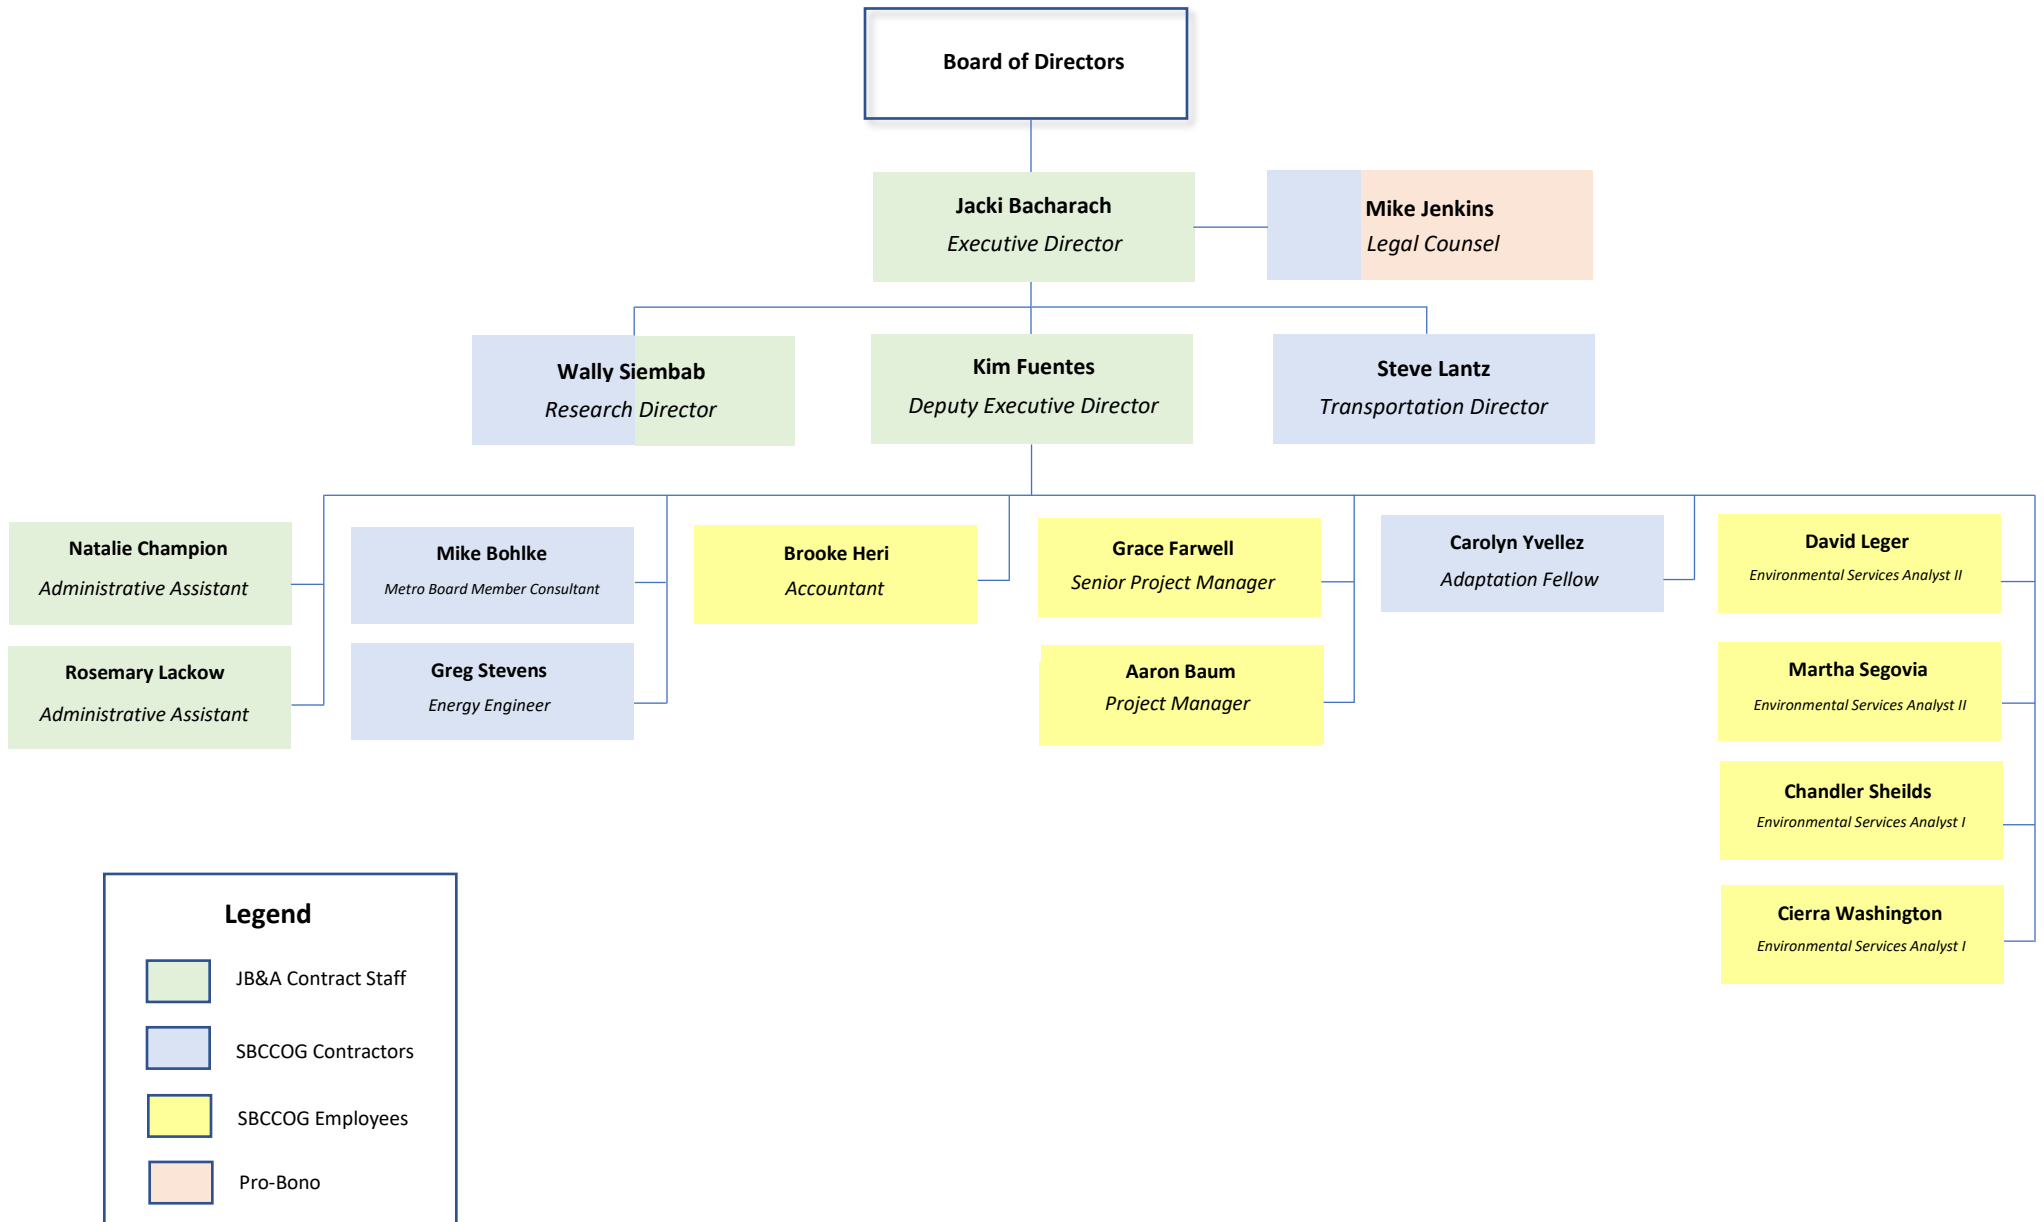 Board of Directors
Jacki Bacharach
Executive Director
Mike Jenkins
Legal Counsel
Wally Siembab
Research Director
Kim Fuentes
Deputy Executive Director
Steve Lantz
Transportation Director
Natalie Champion
Administrative Assistant
Rosemary Lackow
Administrative Assistant
Mike Bohlke
Metro Board Member Consultant
Greg Stevens
Energy Engineer
Brooke Heri
Accountant
Grace Farwell
Senior Project Manager
Aaron Baum
Project Manager
Carolyn Yvellez
Adaptation Fellow
David Leger
Environmental Services Analyst II
Martha Segovia
Environmental Services Analyst II
Chandler Sheilds
Environmental Services Analyst I
Cierra Washington
Environmental Services Analyst I
Legend
JB&A Contract Staff
SBCCOG Contractors
SBCCOG Employees
Pro-Bono